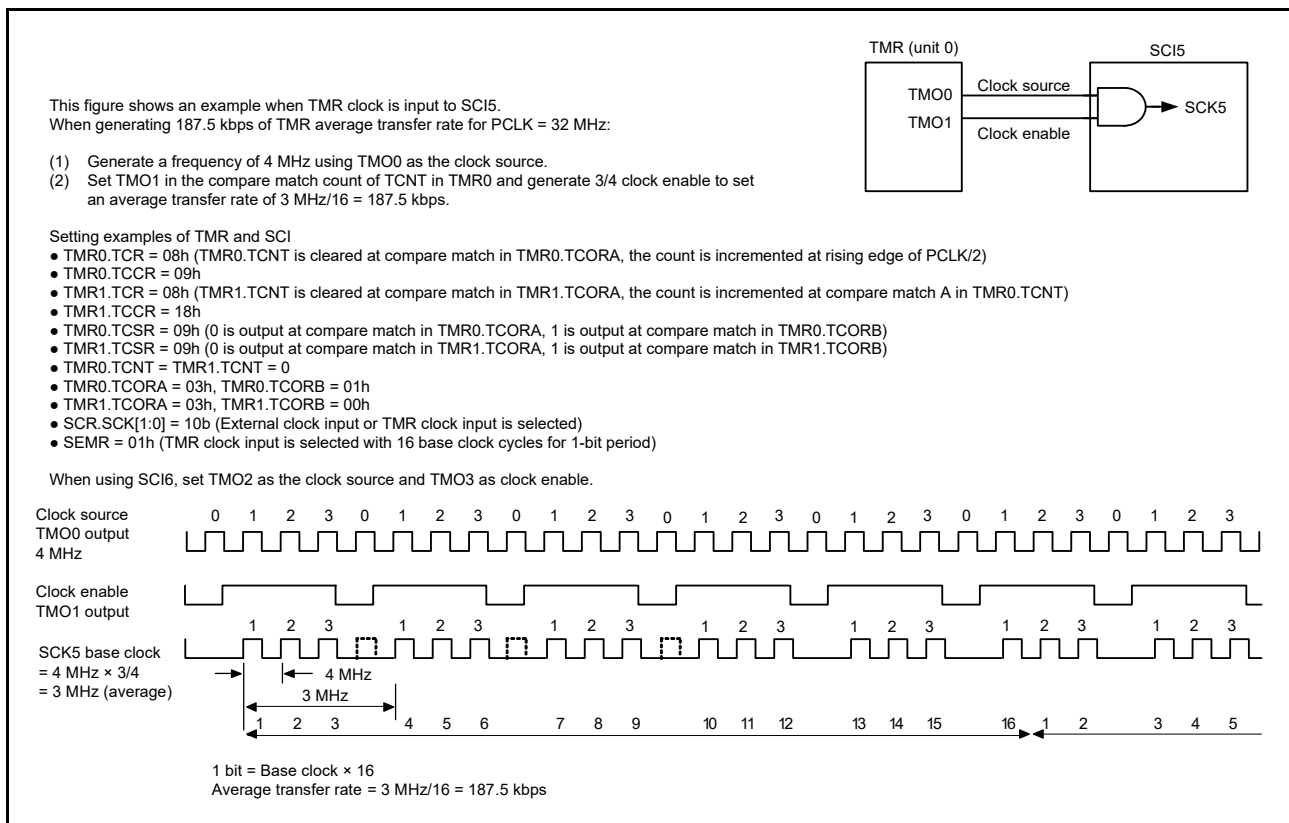 TMR (unit 0)
SCI5
TMO0
Clock source
TMO1
Clock enable
SCK5
This figure shows an example when TMR clock is input to SCI5.
When generating 187.5 kbps of TMR average transfer rate for PCLK = 32 MHz:
(1) Generate a frequency of 4 MHz using TMO0 as the clock source.
(2) Set TMO1 in the compare match count of TCNT in TMR0 and generate 3/4 clock enable to set
an average transfer rate of 3 MHz/16 = 187.5 kbps.
Setting examples of TMR and SCI
● TMR0.TCR = 08h (TMR0.TCNT is cleared at compare match in TMR0.TCORA, the count is incremented at rising edge of PCLK/2)
● TMR0.TCCR = 09h
● TMR1.TCR = 08h (TMR1.TCNT is cleared at compare match in TMR1.TCORA, the count is incremented at compare match A in TMR0.TCNT)
● TMR1.TCCR = 18h
● TMR0.TCSR = 09h (0 is output at compare match in TMR0.TCORA, 1 is output at compare match in TMR0.TCORB)
● TMR1.TCSR = 09h (0 is output at compare match in TMR1.TCORA, 1 is output at compare match in TMR1.TCORB)
● TMR0.TCNT = TMR1.TCNT = 0
● TMR0.TCORA = 03h, TMR0.TCORB = 01h
● TMR1.TCORA = 03h, TMR1.TCORB = 00h
● SCR.SCK[1:0] = 10b (External clock input or TMR clock input is selected)
● SEMR = 01h (TMR clock input is selected with 16 base clock cycles for 1-bit period)
When using SCI6, set TMO2 as the clock source and TMO3 as clock enable.
Clock source
TMO0 output
4 MHz
0 1 2 3 0 1 2 3 0 1 2 3 0 1 2 3 0 1 2 3 0 1 2 3 0 1 2 3
Clock enable
TMO1 output
1 2 3 1 2 3 1 2 3 1 2 3 1 2 3 1 2 3 1 2 3
SCK5 base clock
= 4 MHz × 3/4
= 3 MHz (average)
4 MHz
3 MHz
1 2 3 4 5 6 7 8 9 10 11 12 13 14 15 16 1 2 3 4 5
1 bit = Base clock × 16
Average transfer rate = 3 MHz/16 = 187.5 kbps